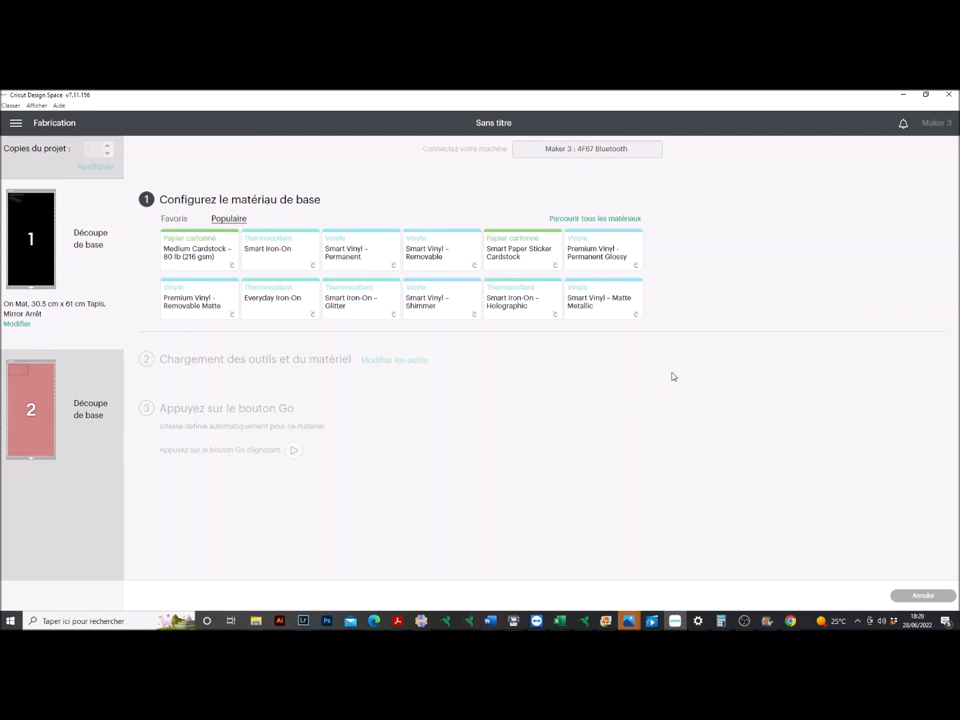 Cricut Design Space v7.11.156
Classer Afficher Aide
Fabrication
Sans titre
Maker 3
Copies du projet :
Appliquer
Connectez votre machine
Maker 3 : 4F67 Bluetooth
1
Découpe
de base
On Mat, 30.5 cm x 61 cm Tapis,
Mirror Arrêt
Modifier
2
Découpe
de base
1 Configurez le matériau de base
Favoris Populaire Parcourir tous les matériaux
Papier cartonné
Medium Cardstock –
80 lb (216 gsm)
Thermocollant
Smart Iron-On
Vinyle
Smart Vinyl –
Permanent
Vinyle
Smart Vinyl –
Removable
Papier cartonné
Smart Paper Sticker
Cardstock
Vinyle
Premium Vinyl -
Permanent Glossy
Vinyle
Premium Vinyl -
Removable Matte
Thermocollant
Everyday Iron-On
Thermocollant
Smart Iron-On –
Glitter
Vinyle
Smart Vinyl –
Shimmer
Thermocollant
Smart Iron-On –
Holographic
Vinyle
Smart Vinyl – Matte
Metallic
2 Chargement des outils et du matériel Modifier les outils
3 Appuyez sur le bouton Go
Vitesse définie automatiquement pour ce matériel.
Appuyez sur le bouton Go clignotant.
Annuler
Taper ici pour rechercher
25°C
18:20
28/06/2022